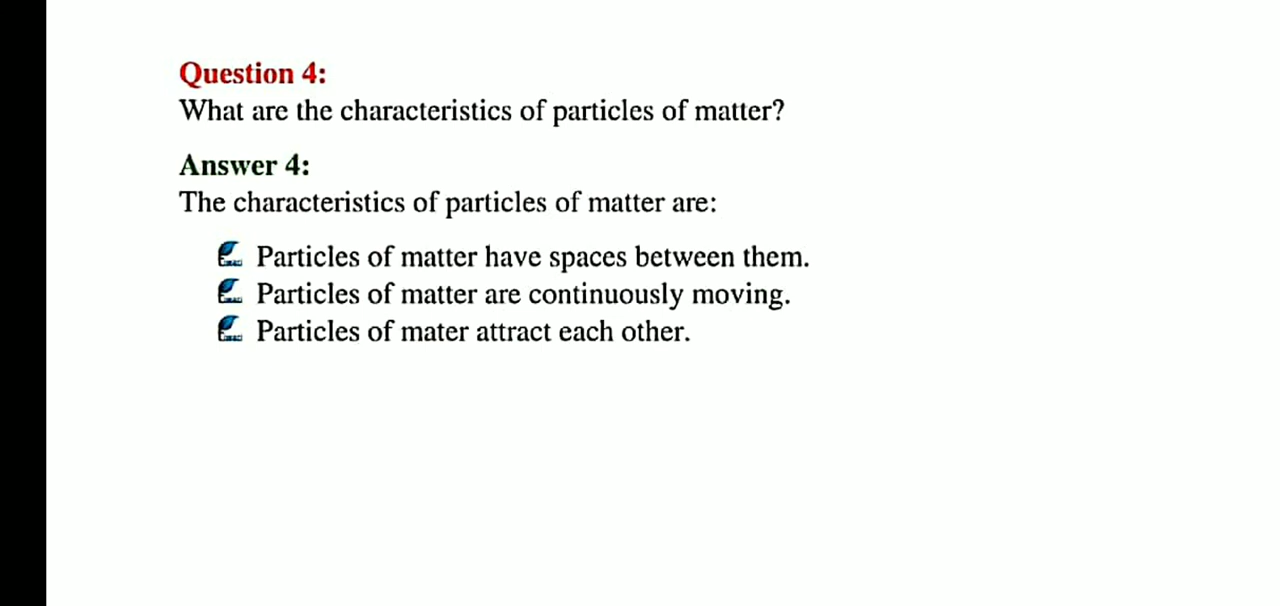 Question 4:
What are the characteristics of particles of matter?
Answer 4:
The characteristics of particles of matter are:
Particles of matter have spaces between them.
Particles of matter are continuously moving.
Particles of mater attract each other.